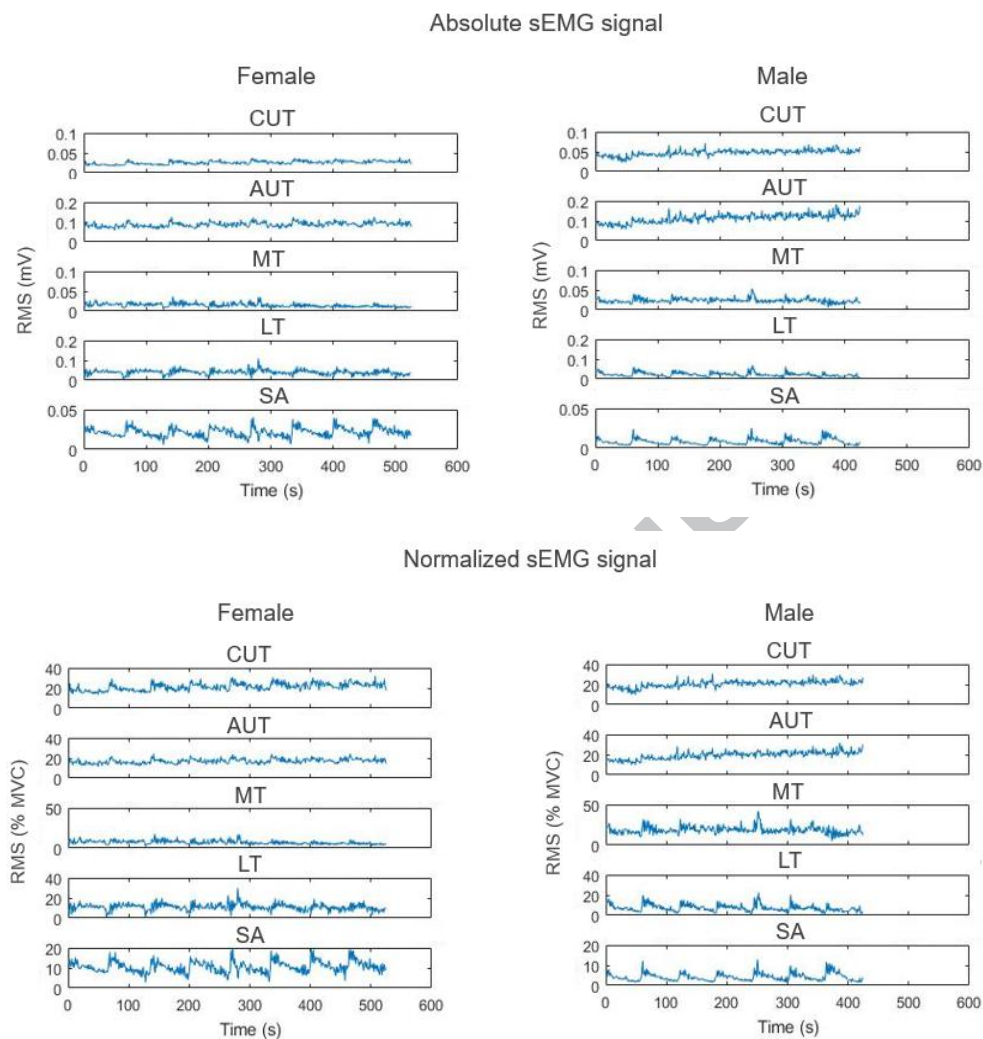 Absolute sEMG signal
Female
Male
CUT
0.1
0.05
0
AUT
0.2
0.1
0
MT
0.1
0.05
0
LT
0.2
0.1
0
SA
0.05
0
RMS (mV)
0 100 200 300 400 500 600
Time (s)
CUT
0.1
0.05
0
AUT
0.2
0.1
0
MT
0.1
0.05
0
LT
0.2
0.1
0
SA
0.05
0
RMS (mV)
0 100 200 300 400 500 600
Time (s)
Normalized sEMG signal
Female
Male
CUT
40
20
0
AUT
40
20
0
MT
50
0
LT
40
20
0
SA
20
10
0
RMS (% MVC)
0 100 200 300 400 500 600
Time (s)
CUT
40
20
0
AUT
40
20
0
MT
50
0
LT
40
20
0
SA
20
10
0
RMS (% MVC)
0 100 200 300 400 500 600
Time (s)